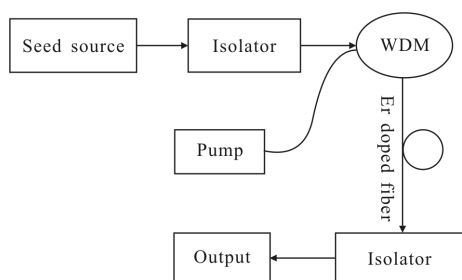 Seed source
Isolator
WDM
Pump
Er doped fiber
Output
Isolator